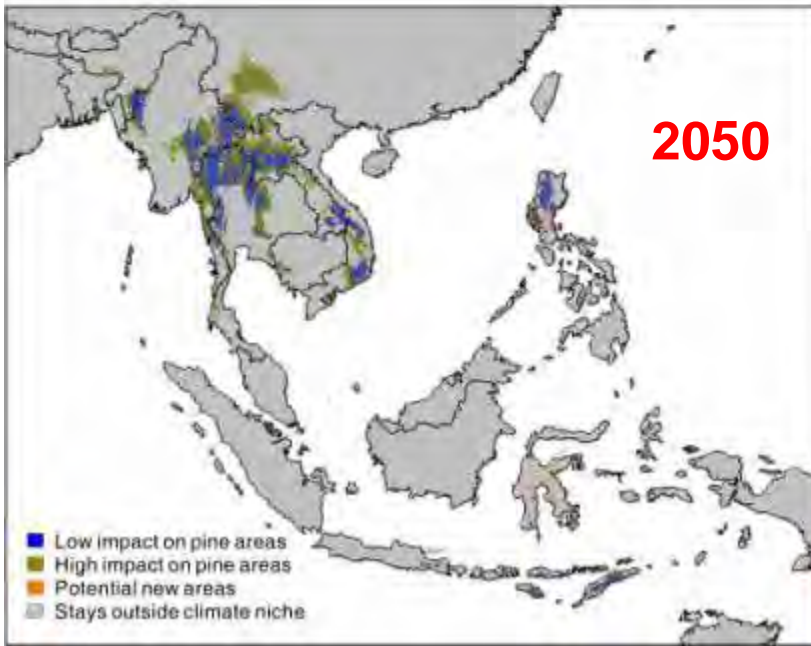 2050
Low impact on pine areas
High impact on pine areas
Potential new areas
Stays outside climate niche